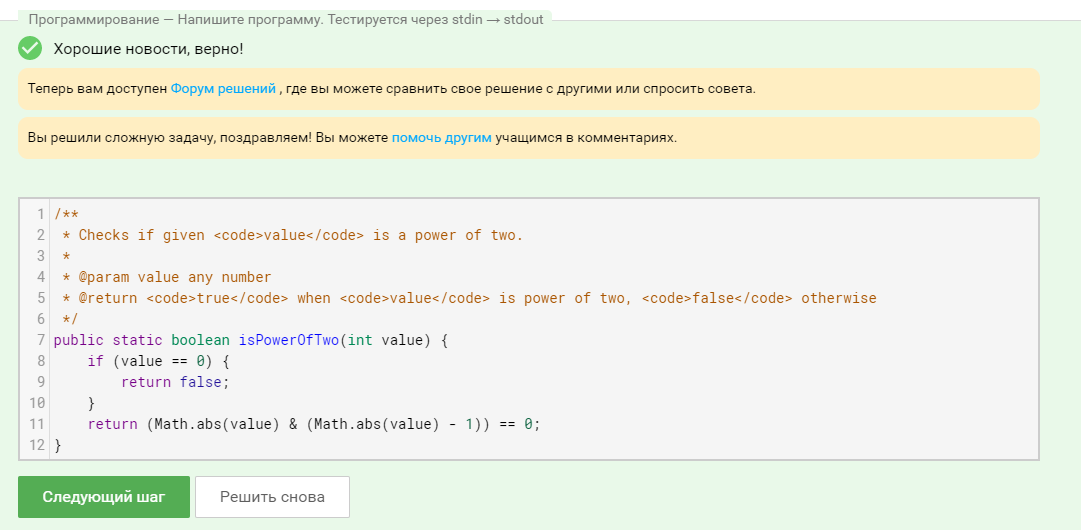 Программирование — Напишите программу. Тестируется через stdin → stdout
Хорошие новости, верно!
Теперь вам доступен Форум решений , где вы можете сравнить свое решение с другими или спросить совета.
Вы решили сложную задачу, поздравляем! Вы можете помочь другим учащимся в комментариях.
1 /**
2  * Checks if given <code>value</code> is a power of two.
3  *
4  * @param value any number
5  * @return <code>true</code> when <code>value</code> is power of two, <code>false</code> otherwise
6  */
7 public static boolean isPowerOfTwo(int value) {
8     if (value == 0) {
9         return false;
10     }
11     return (Math.abs(value) & (Math.abs(value) - 1)) == 0;
12 }
Следующий шаг Решить снова